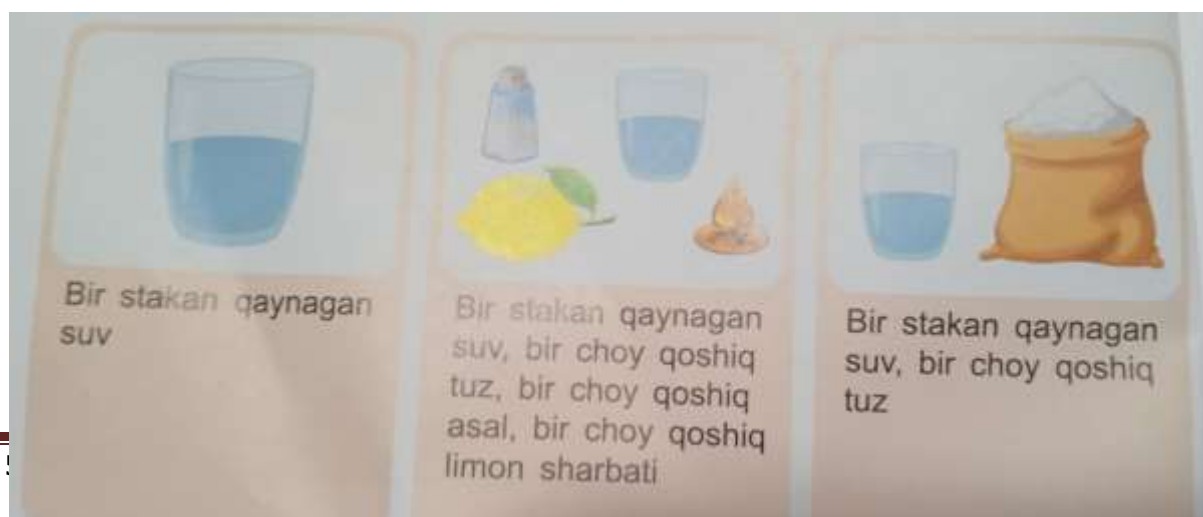 Bir stakan qaynagan
suv
Bir stakan qaynagan
suv, bir choy qoshiq
tuz, bir choy qoshiq
asal, bir choy qoshiq
limon sharbati
Bir stakan qaynagan
suv, bir choy qoshiq
tuz